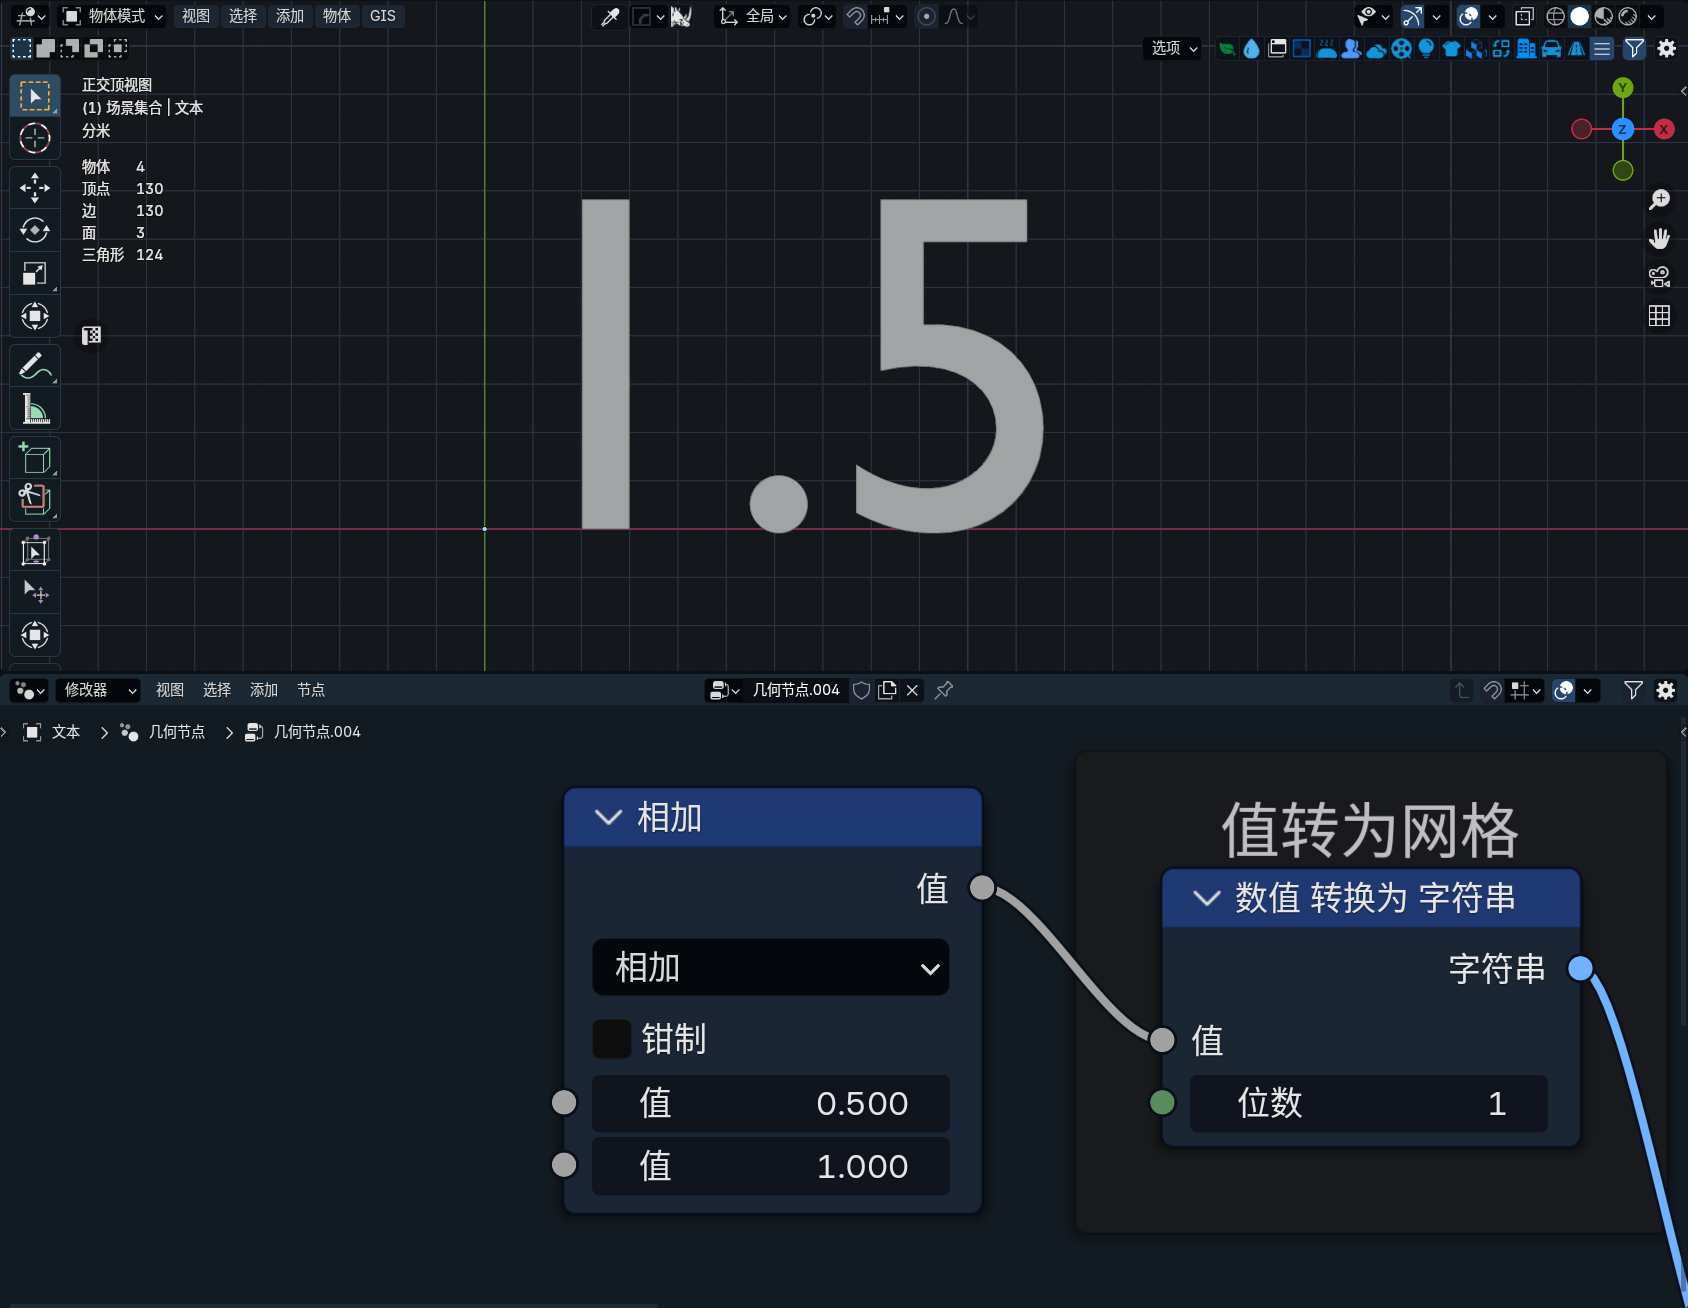 物体模式 视图 选择 添加 物体 GIS 全局
选项
正交顶视图
(1) 场景集合 | 文本
分米
物体 4
顶点 130
边 130
面 3
三角形 124
Y
Z
X
1.5
修改器 视图 选择 添加 节点 几何节点.004
文本 几何节点 几何节点.004
相加
值
相加
钳制
值 0.500
值 1.000
值转为网格
数值 转换为 字符串
字符串
值
位数 1